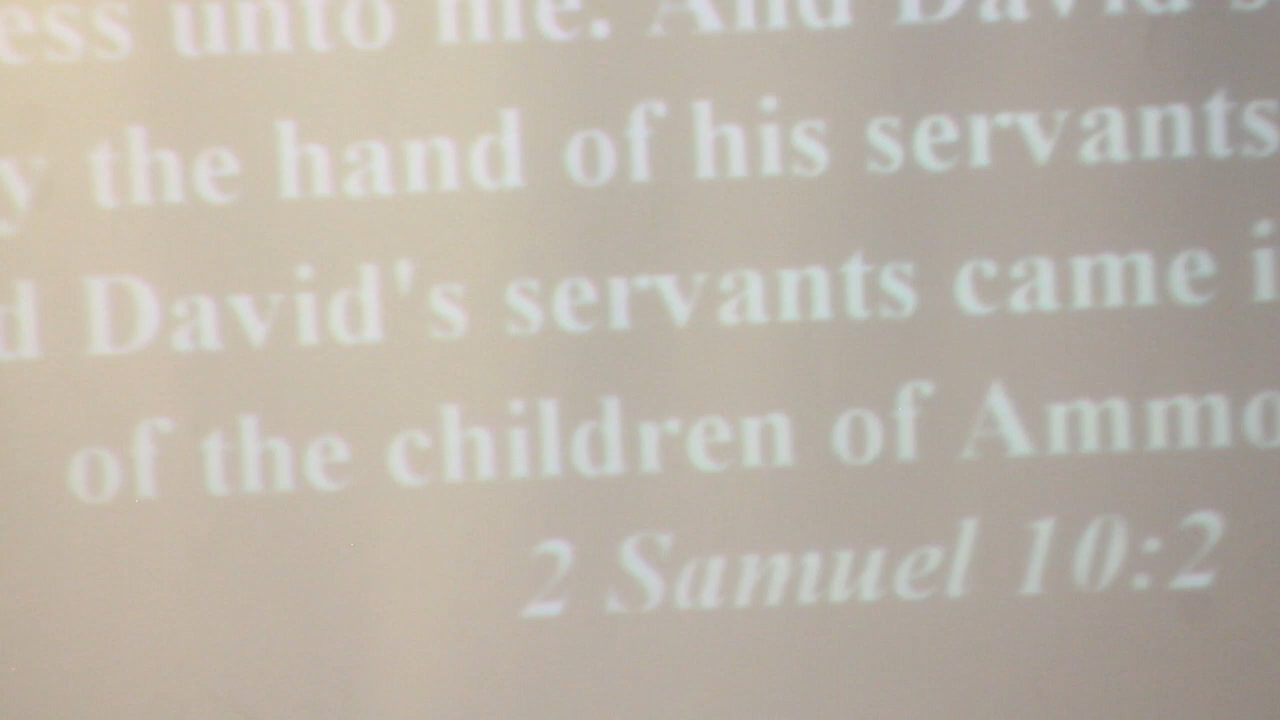 ess unto me. And David s
y the hand of his servants
d David's servants came i
of the children of Ammo
2 Samuel 10:2